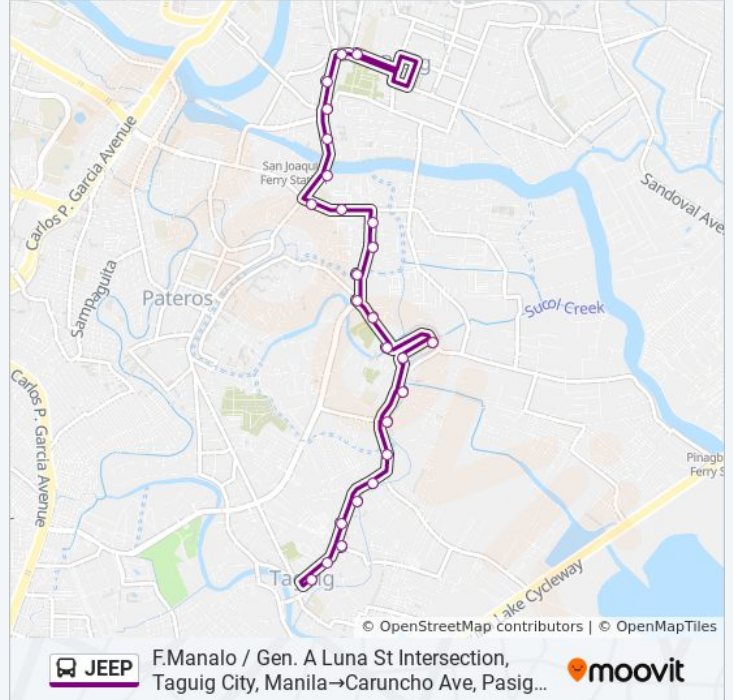 San Joaqu
Ferry Stat
Carlos P. Garcia Avenue
Sandoval Ave
Sampaguita
Pateros
Sucol Creek
Carlos P. Garcia Avenue
Pinagb
Ferry S
Taguig
Lake Cycleway
© OpenStreetMap contributors | © OpenMapTiles
JEEP
F.Manalo / Gen. A Luna St Intersection,
Taguig City, Manila→Caruncho Ave, Pasig...
moovit